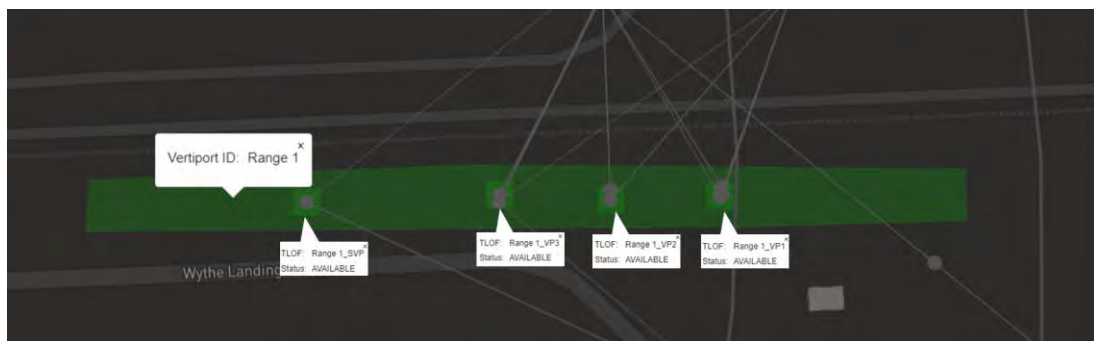 Vertiport ID: Range 1
x
TLOF: Range 1_SVP
Status: AVAILABLE
x
TLOF: Range 1_VP3
Status: AVAILABLE
x
TLOF: Range 1_VP2
Status: AVAILABLE
x
TLOF: Range 1_VP1
Status: AVAILABLE
x
Wythe Landing